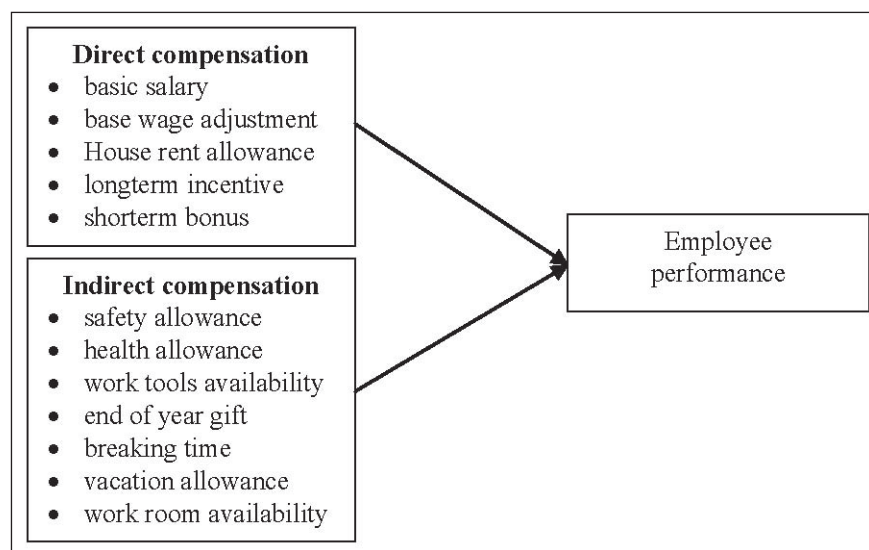 Direct compensation
• basic salary
• base wage adjustment
• House rent allowance
• longterm incentive
• shorterm bonus
Indirect compensation
• safety allowance
• health allowance
• work tools availability
• end of year gift
• breaking time
• vacation allowance
• work room availability
Employee
performance